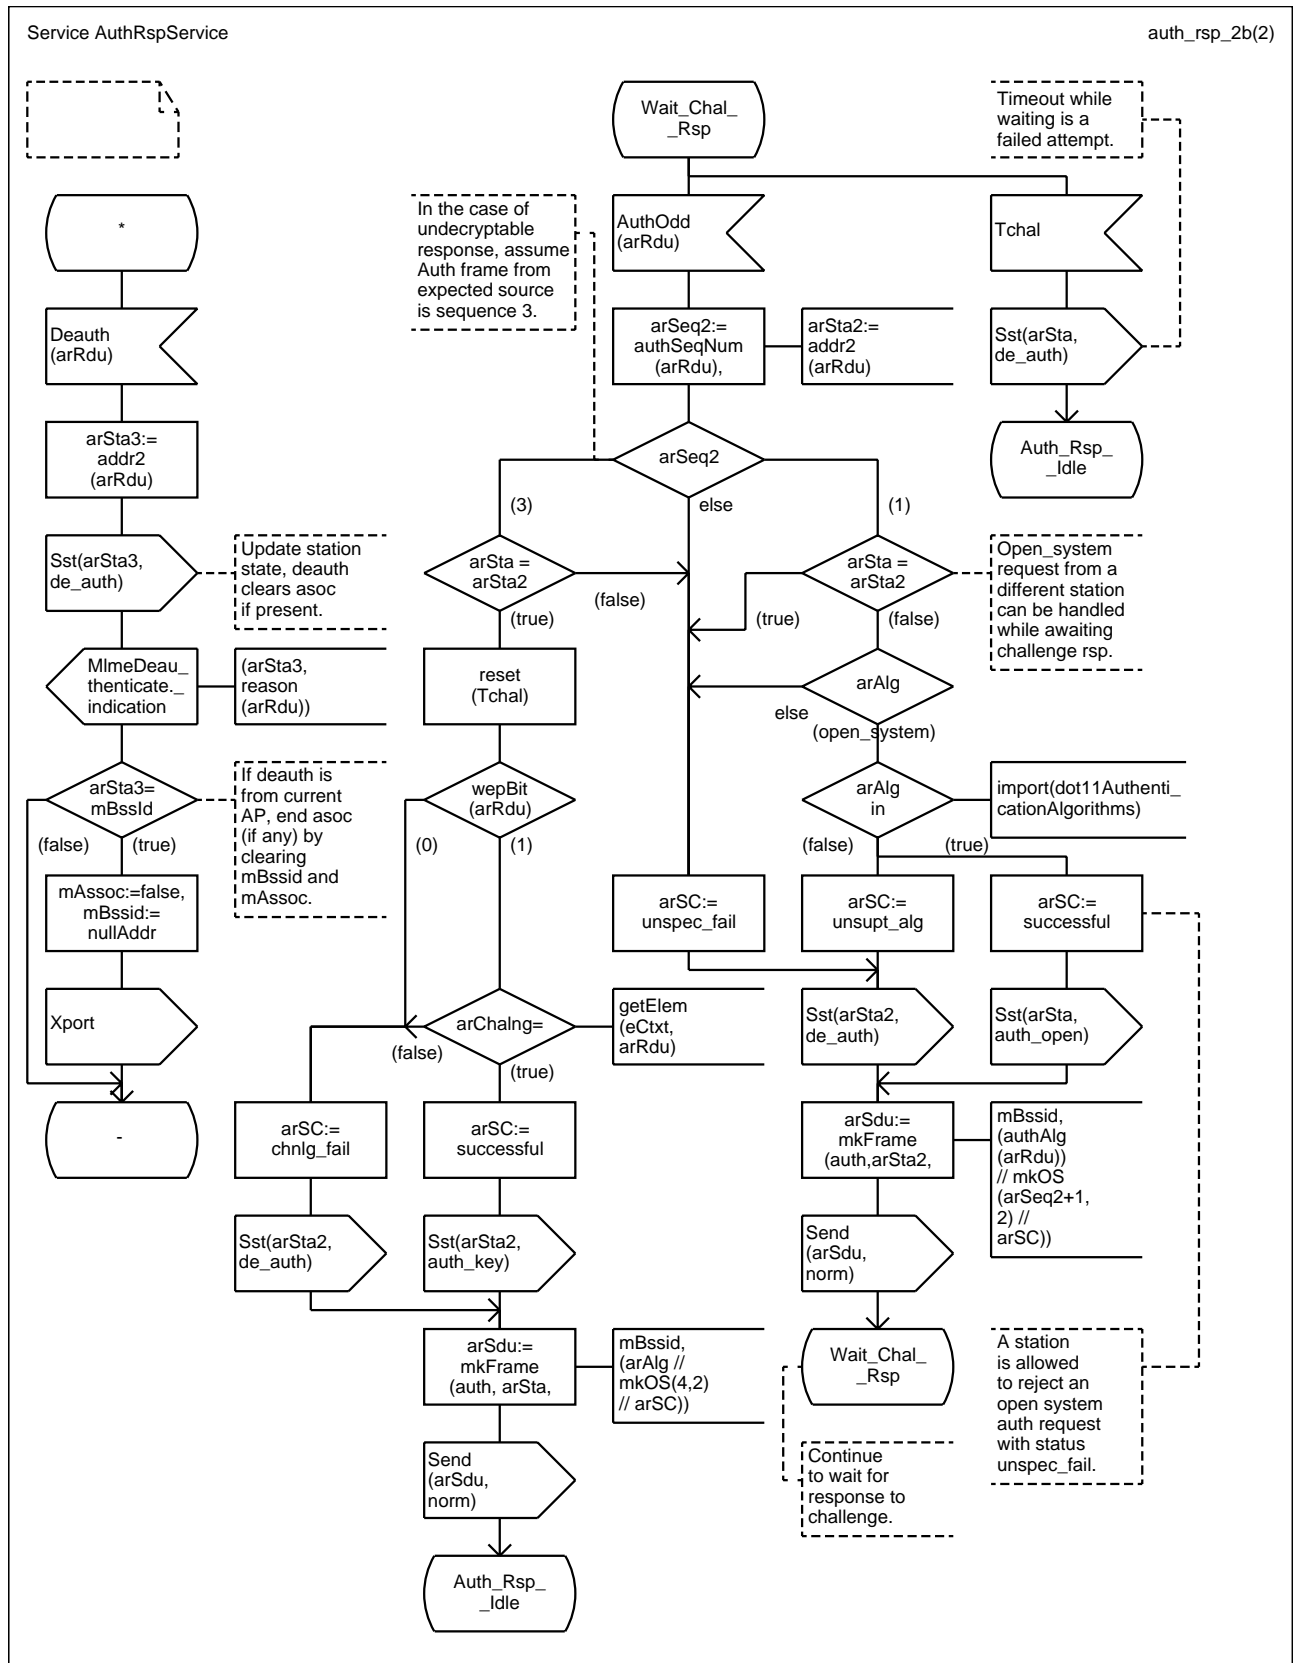 Service AuthRspService
auth_rsp_2b(2)
*
Deauth
(arRdu)
arSta3:=
addr2
(arRdu)
Sst(arSta3,
de_auth)
Update station
state, deauth
clears asoc
if present.
MlmeDeau_
thenticate._
indication
(arSta3,
reason
(arRdu))
arSta3=
mBssId
(false)
(true)
If deauth is
from current
AP, end asoc
(if any) by
clearing
mBssid and
mAssoc.
mAssoc:=false,
mBssid:=
nullAddr
Xport
-
Wait_Chal_
_Rsp
In the case of
undecryptable
response, assume
Auth frame from
expected source
is sequence 3.
AuthOdd
(arRdu)
arSeq2:=
authSeqNum
(arRdu),
arSta2:=
addr2
(arRdu)
Timeout while
waiting is a
failed attempt.
Tchal
Sst(arSta,
de_auth)
Auth_Rsp_
_Idle
arSeq2
(3)
else
(1)
arSta =
arSta2
(false)
(true)
arSta =
arSta2
(true)
(false)
Open_system
request from a
different station
can be handled
while awaiting
challenge rsp.
reset
(Tchal)
arAlg
else
(open_system)
wepBit
(arRdu)
(0)
(1)
arAlg
in
import(dot11Authenti_
cationAlgorithms)
(false)
(true)
arSC:=
unspec_fail
arSC:=
unsupt_alg
arSC:=
successful
arChalng=
(false)
(true)
getElem
(eCtxt,
arRdu)
Sst(arSta2,
de_auth)
Sst(arSta,
auth_open)
arSC:=
chnlg_fail
arSC:=
successful
arSdu:=
mkFrame
(auth,arSta2,
mBssid,
(authAlg
(arRdu))
// mkOS
(arSeq2+1,
2) //
arSC))
Sst(arSta2,
de_auth)
Sst(arSta2,
auth_key)
Send
(arSdu,
norm)
arSdu:=
mkFrame
(auth, arSta,
mBssid,
(arAlg //
mkOS(4,2)
// arSC))
Wait_Chal_
_Rsp
A station
is allowed
to reject an
open system
auth request
with status
unspec_fail.
Send
(arSdu,
norm)
Continue
to wait for
response to
challenge.
Auth_Rsp_
_Idle